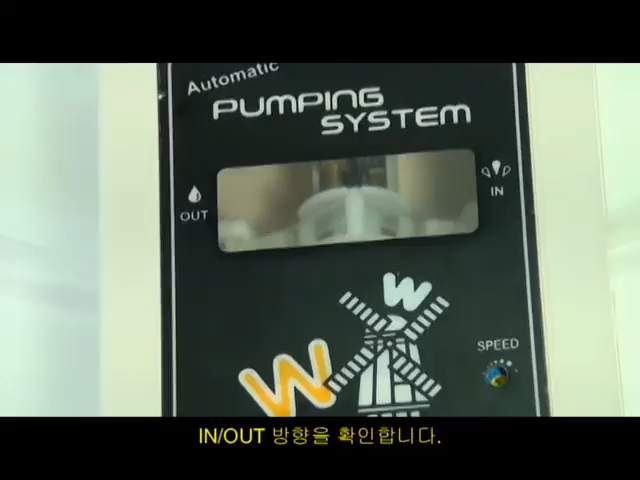 Automatic
PUMPING
SYSTEM
OUT
IN
W
W
SPEED
IN/OUT 방향을 확인합니다.